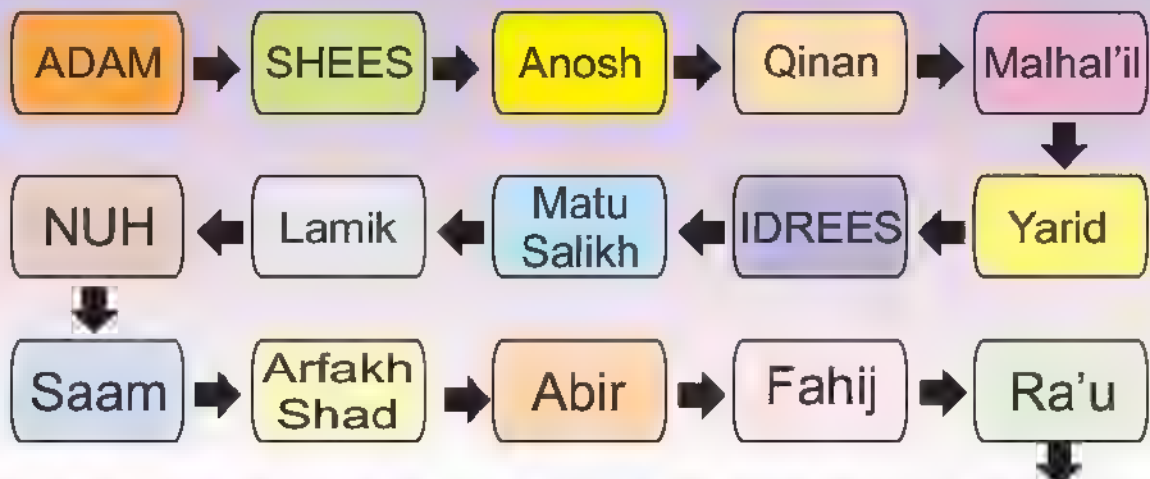 ADAM
SHEES
Anosh
Qinan
Malhal'il
Yarid
IDREES
Matu
Salikh
Lamik
NUH
Saam
Arfakh
Shad
Abir
Fahij
Ra'u